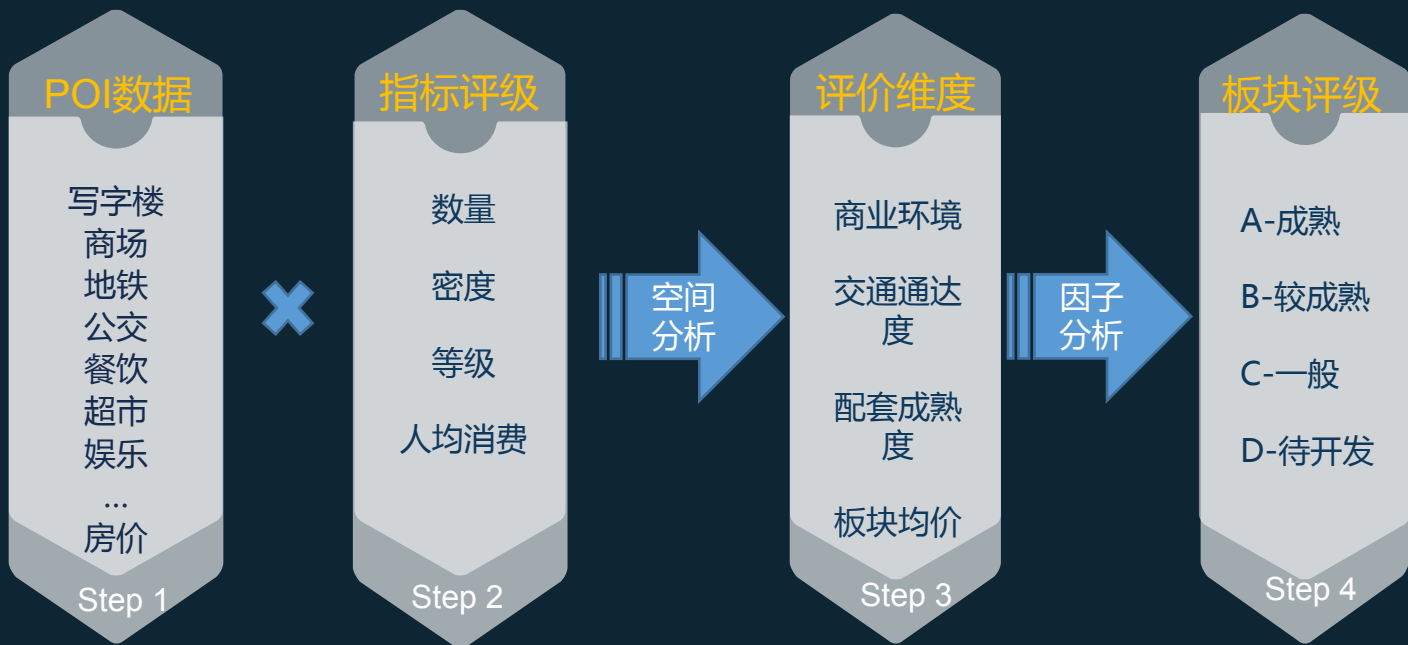 POI数据
写字楼
商场
地铁
公交
餐饮
超市
娱乐
...
房价
Step 1
指标评级
数量
密度
等级
人均消费
Step 2
空间
分析
评价维度
商业环境
交通通达
度
配套成熟
度
板块均价
Step 3
因子
分析
板块评级
A-成熟
B-较成熟
C-一般
D-待开发
Step 4